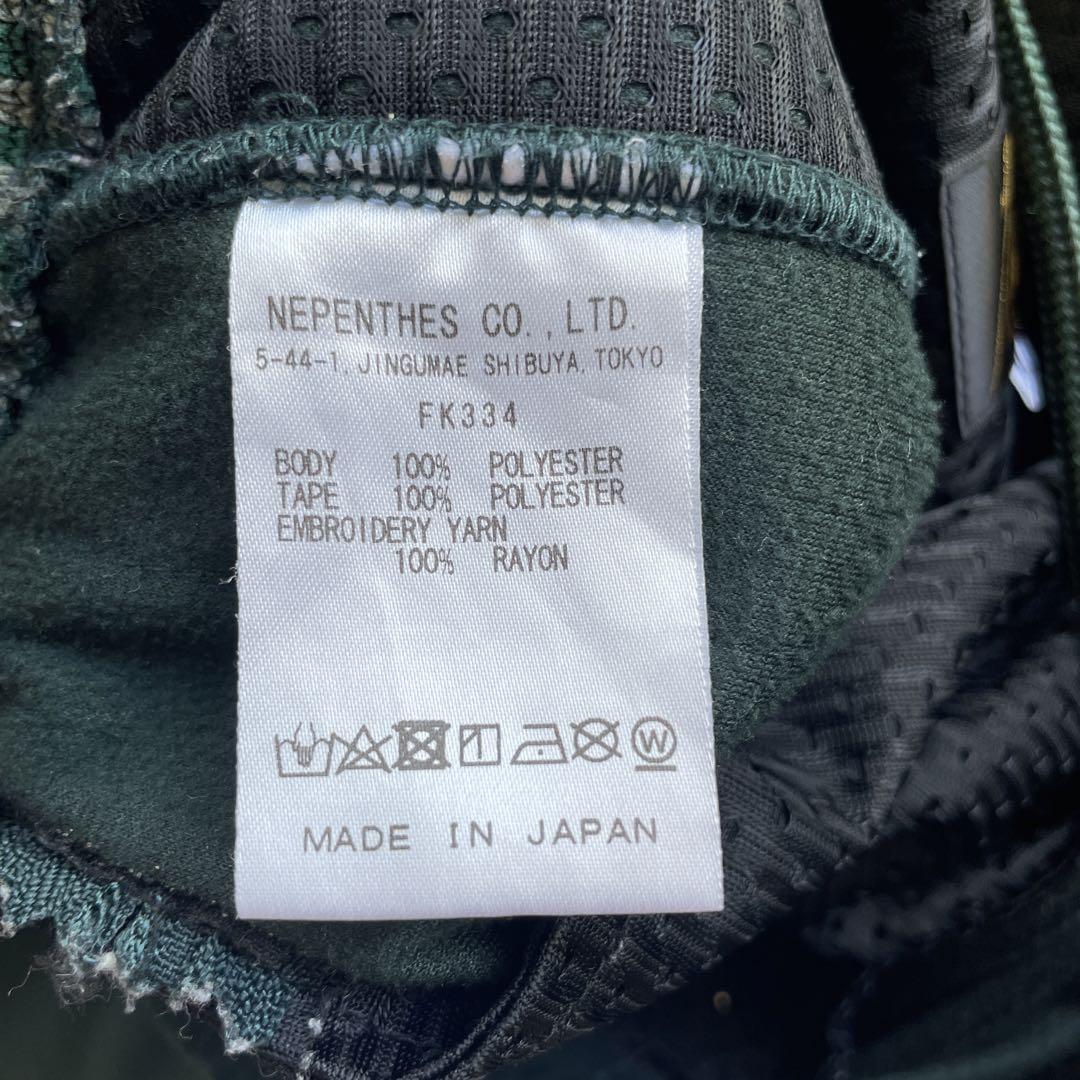 NEPENTHES CO., LTD.
5-44-1, JINGUMAE SHIBUYA, TOKYO
FK334
BODY 100% POLYESTER
TAPE 100% POLYESTER
EMBROIDERY YARN
100% RAYON
W
MADE IN JAPAN